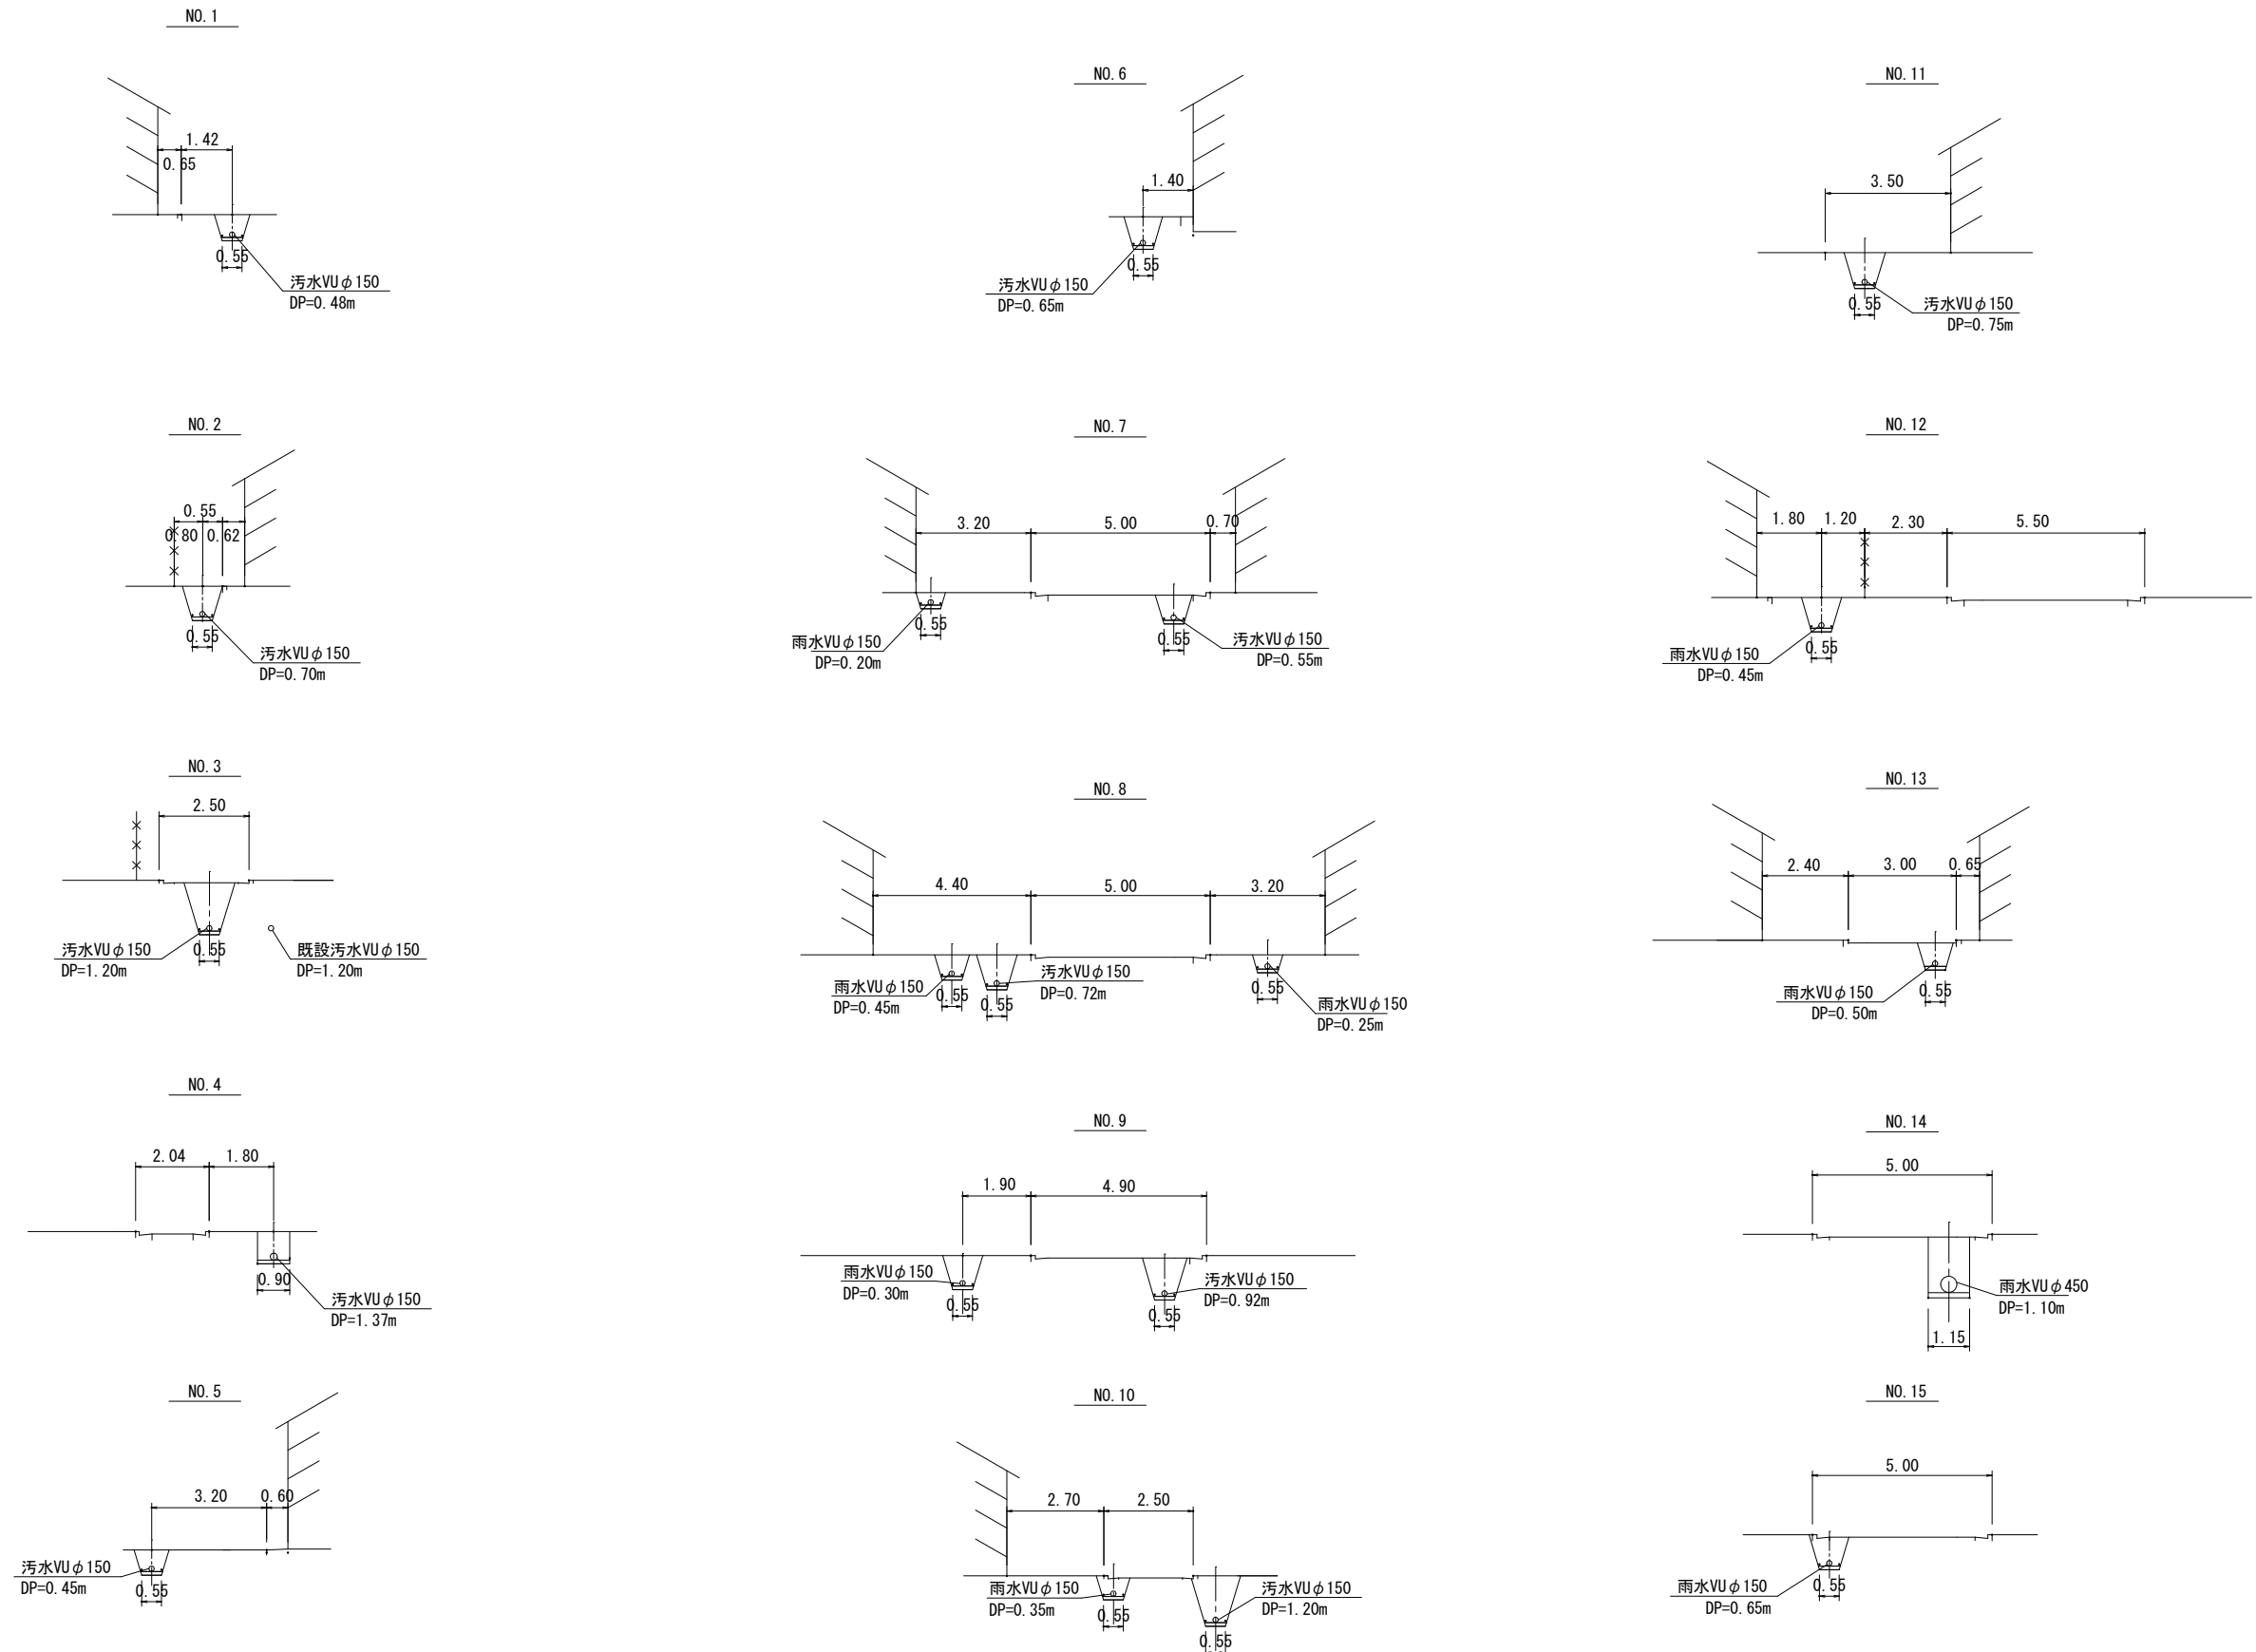 NO.1
1.42
0.65
0.55
汚水VUφ150
DP=0.48m
NO.2
0.55
0.80 0.62
0.55
汚水VUφ150
DP=0.70m
NO.3
2.50
汚水VUφ150
DP=1.20m
0.55
既設汚水VUφ150
DP=1.20m
NO.4
2.04
1.80
0.90
汚水VUφ150
DP=1.37m
NO.5
3.20
0.60
汚水VUφ150
DP=0.45m
0.55
NO.6
1.40
0.55
汚水VUφ150
DP=0.65m
NO.7
3.20
5.00
0.70
雨水VUφ150
DP=0.20m
0.55
0.55
汚水VUφ150
DP=0.55m
NO.8
4.40
5.00
3.20
雨水VUφ150
DP=0.45m
0.55
0.55
汚水VUφ150
DP=0.72m
0.55
雨水VUφ150
DP=0.25m
NO.9
1.90
4.90
雨水VUφ150
DP=0.30m
0.55
0.55
汚水VUφ150
DP=0.92m
NO.10
2.70
2.50
雨水VUφ150
DP=0.35m
0.55
0.55
汚水VUφ150
DP=1.20m
NO.11
3.50
0.55
汚水VUφ150
DP=0.75m
NO.12
1.80
1.20
2.30
5.50
雨水VUφ150
DP=0.45m
0.55
NO.13
2.40
3.00
0.65
雨水VUφ150
DP=0.50m
0.55
NO.14
5.00
雨水VUφ450
DP=1.10m
1.15
NO.15
5.00
雨水VUφ150
DP=0.65m
0.55